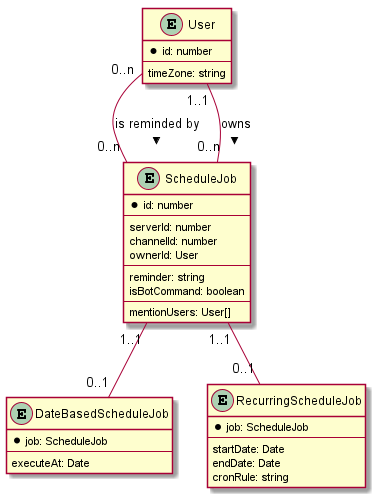 E User
id: number
timeZone: string
0..n
1..1
is reminded by
owns
0..n
0..n
E ScheduleJob
id: number
serverId: number
channelId: number
ownerId: User
reminder: string
isBotCommand: boolean
mentionUsers: User[]
1..1
1..1
0..1
0..1
E DateBasedScheduleJob
job: ScheduleJob
executeAt: Date
E RecurringScheduleJob
job: ScheduleJob
startDate: Date
endDate: Date
cronRule: string